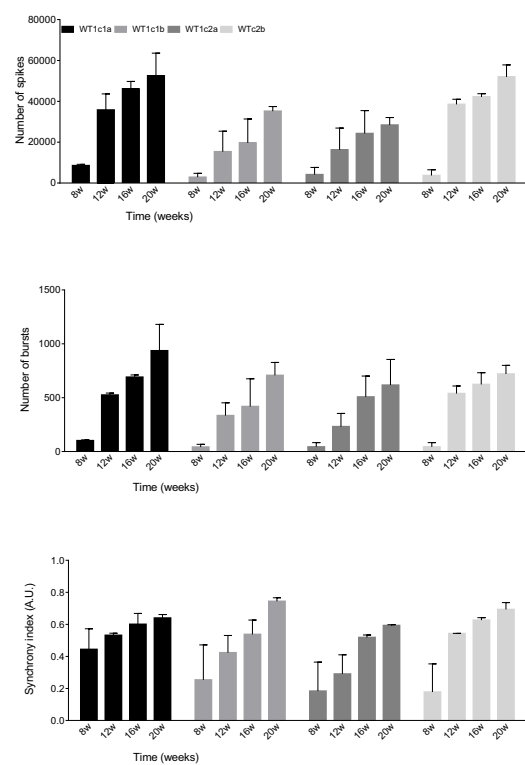 80000
WT1c1a WT1c1b WT1c2a WTc2b
60000
40000
20000
0
Number of spikes
8w 12w 16w 20w 8w 12w 16w 20w 8w 12w 16w 20w 8w 12w 16w 20w
Time (weeks)
1500
1000
500
0
Number of bursts
8w 12w 16w 20w 8w 12w 16w 20w 8w 12w 16w 20w 8w 12w 16w 20w
Time (weeks)
1.0
0.8
0.6
0.4
0.2
0.0
Synchrony index (A.U.)
8w 12w 16w 20w 8w 12w 16w 20w 8w 12w 16w 20w 8w 12w 16w 20w
Time (weeks)